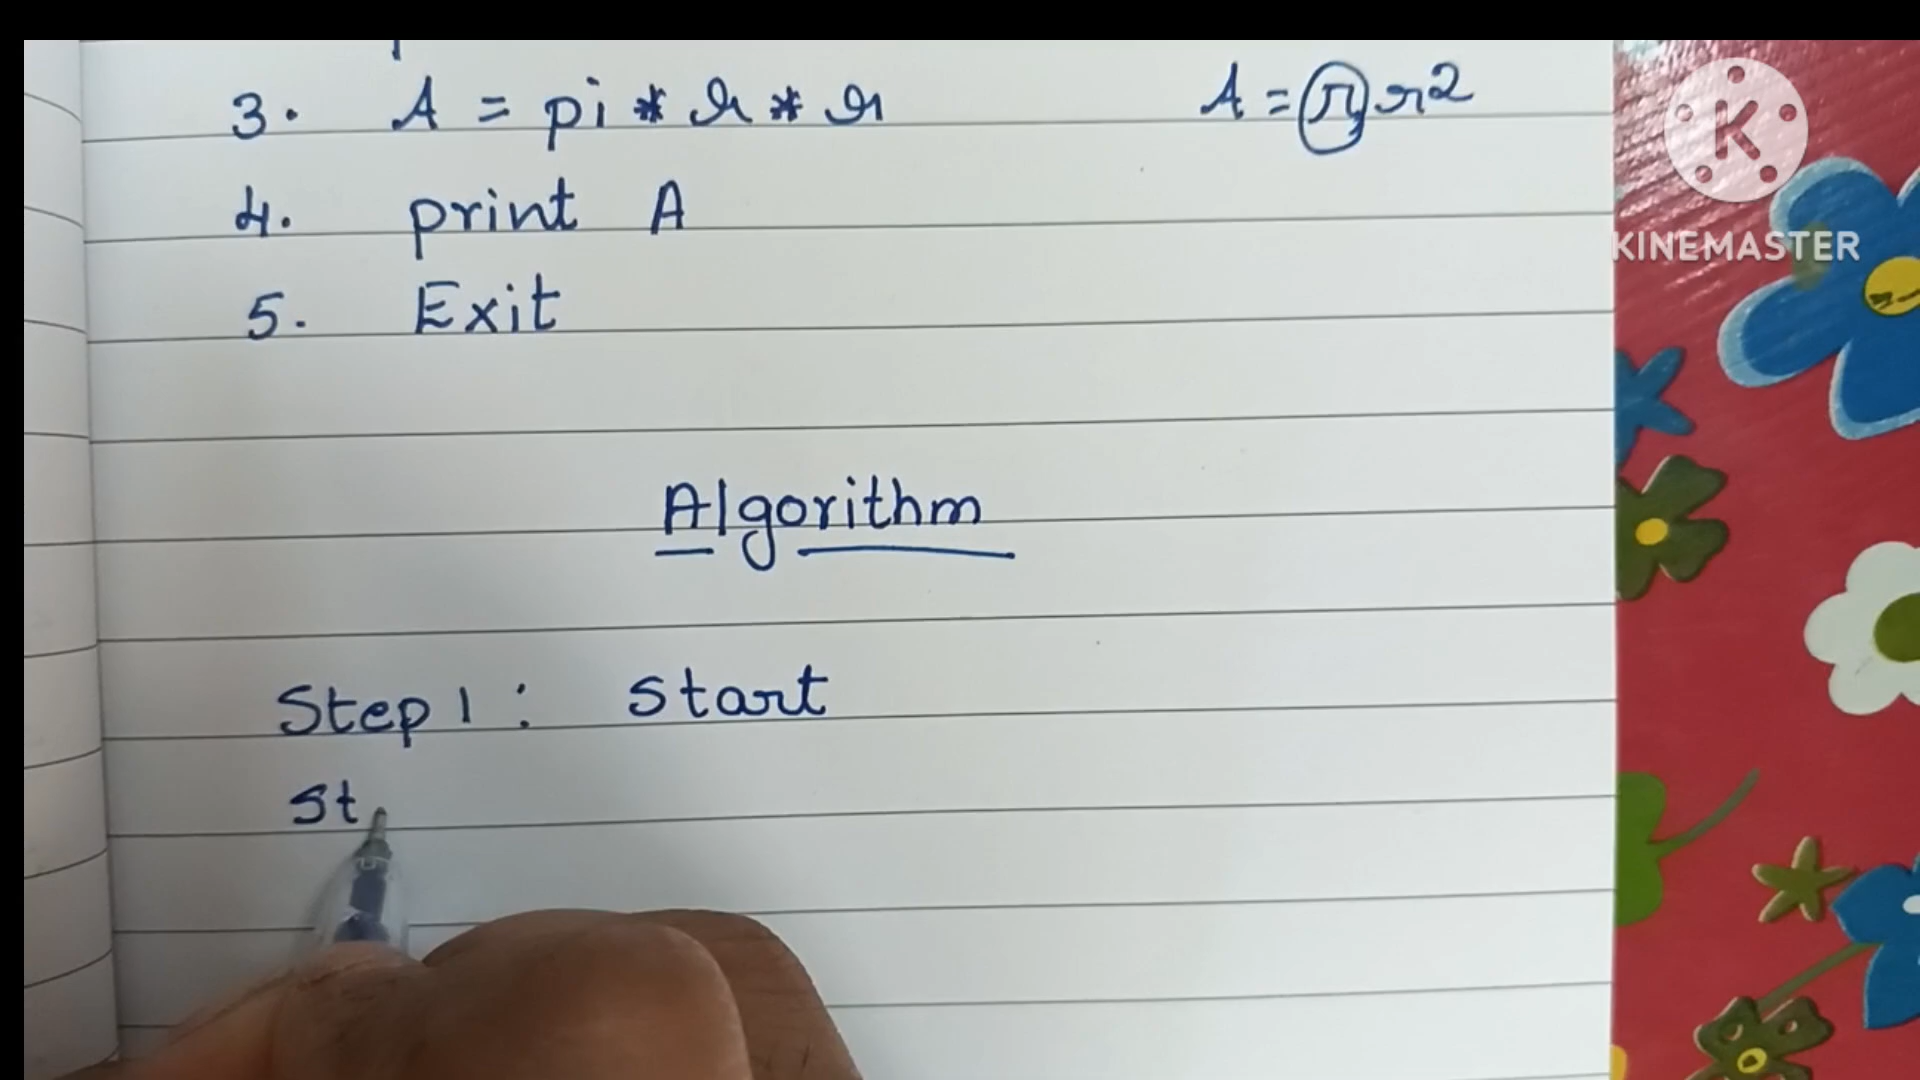 3. A = pi * r * r A = πr2
4. print A
5. Exit
Algorithm
Step 1 : Start
St
K
KINEMASTER